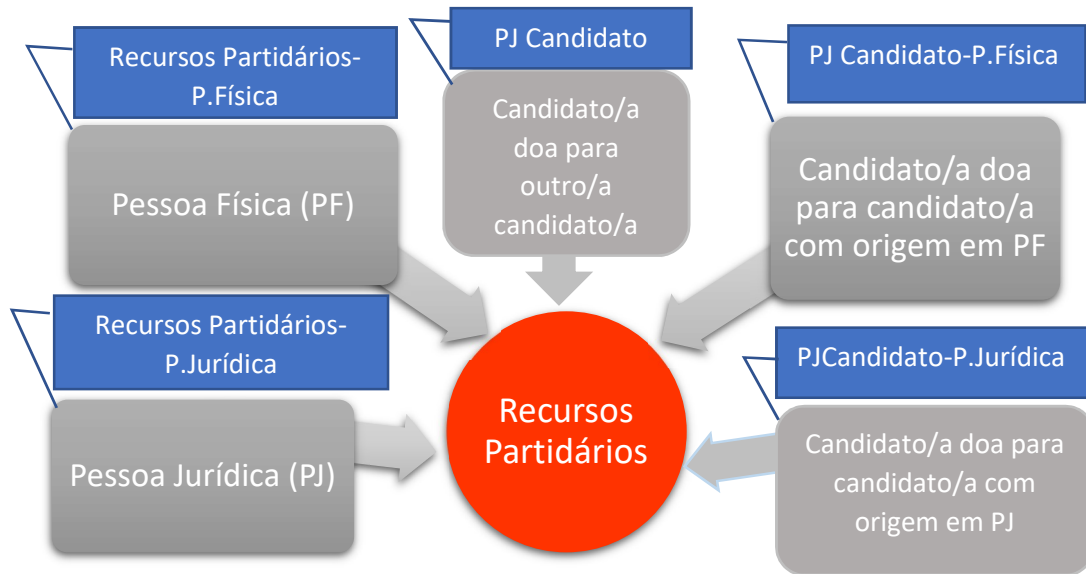 Recursos Partidários-
P.Física
Pessoa Física (PF)
PJ Candidato
Candidato/a
doa para
outro/a
candidato/a
PJ Candidato-P.Física
Candidato/a doa
para candidato/a
com origem em PF
Recursos Partidários-
P.Jurídica
Pessoa Jurídica (PJ)
Recursos
Partidários
PJCandidato-P.Jurídica
Candidato/a doa para
candidato/a com
origem em PJ